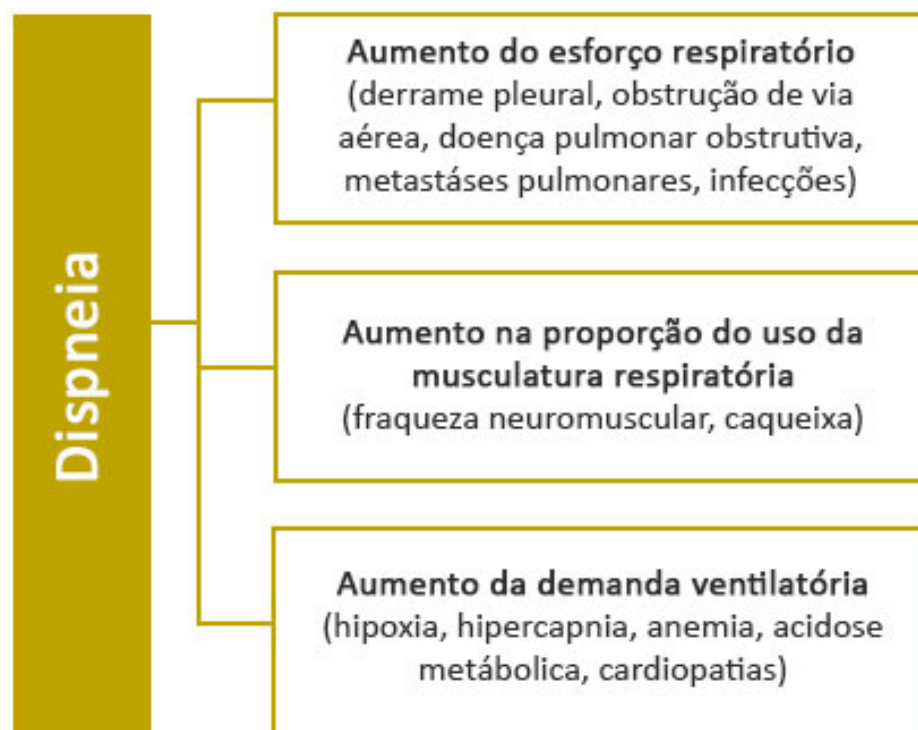 Dispneia
Aumento do esforço respiratório
(derrame pleural, obstrução de via
aérea, doença pulmonar obstrutiva,
metastáses pulmonares, infecções)
Aumento na proporção do uso da
musculatura respiratória
(fraqueza neuromuscular, caqueixa)
Aumento da demanda ventilatória
(hipoxia, hipercapnia, anemia, acidose
metábolica, cardiopatias)